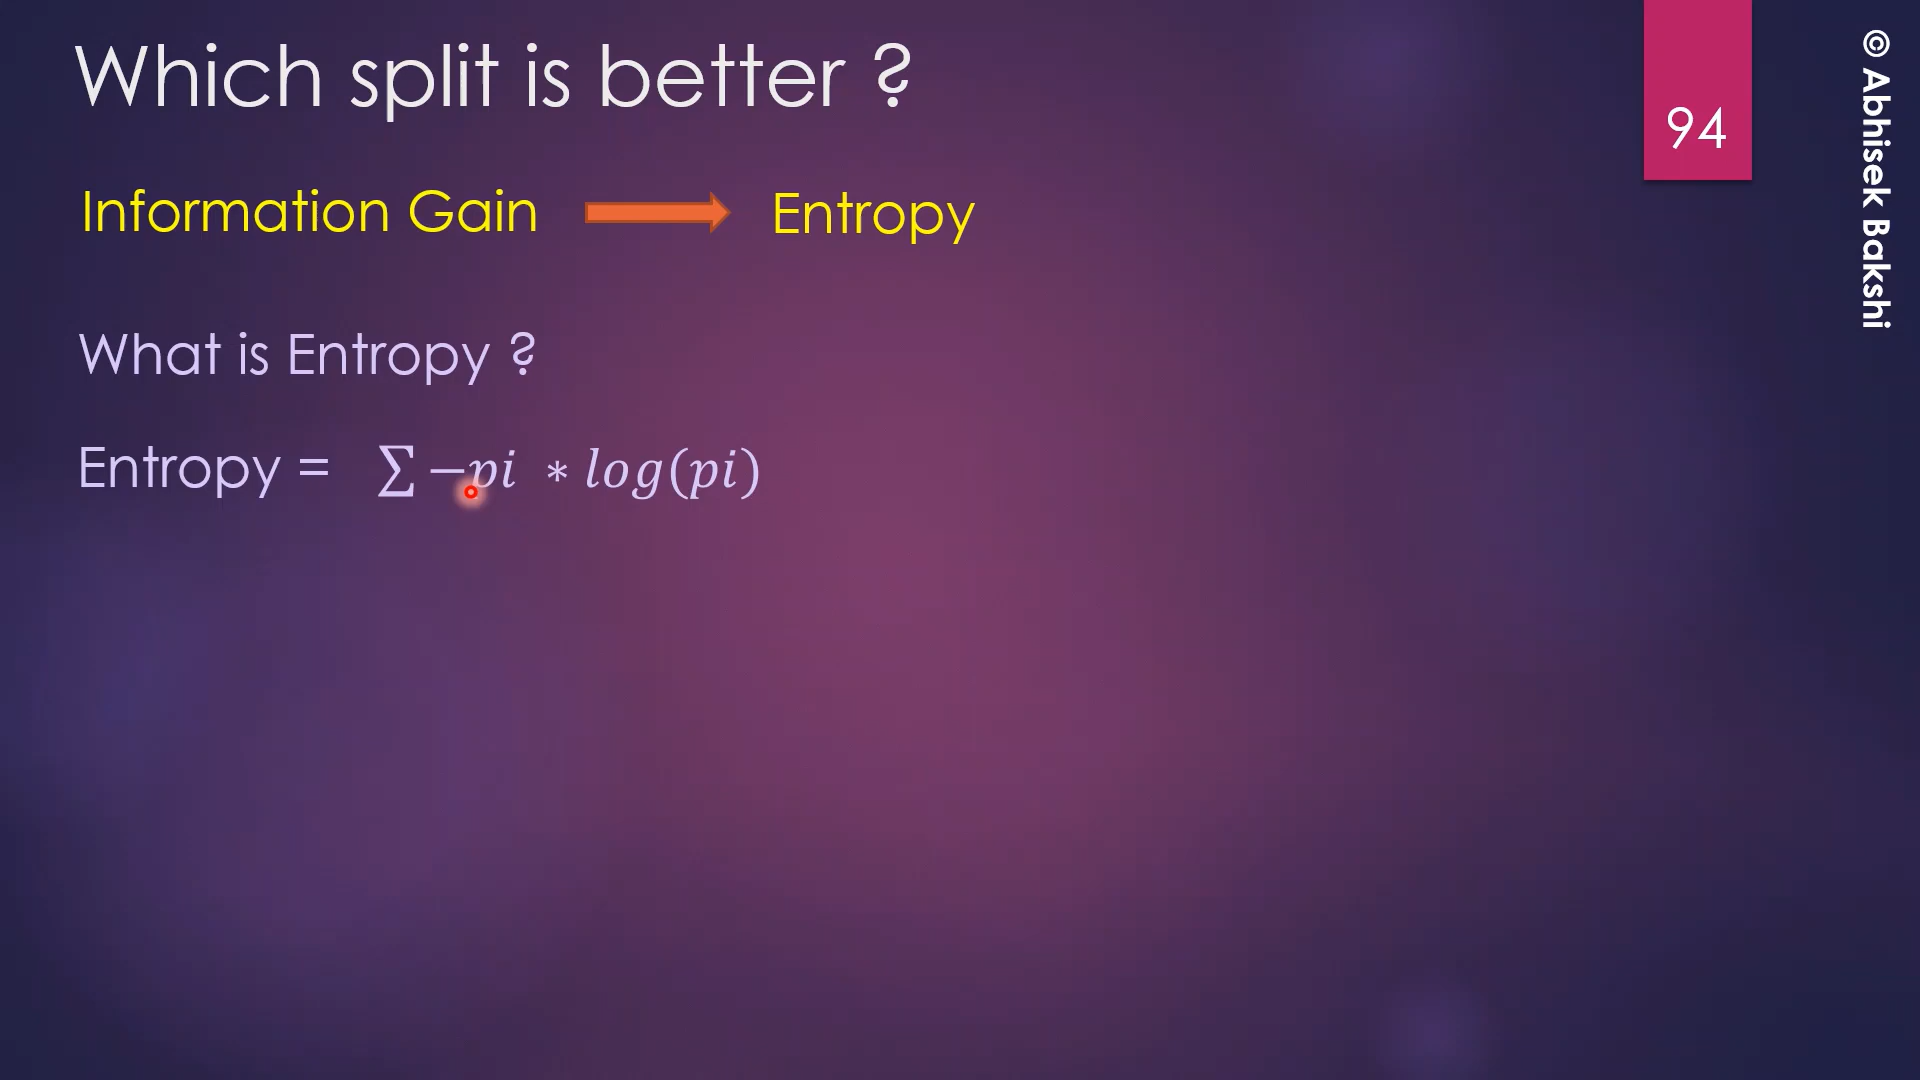 Which split is better ?
94
© Abhisek Bakshi
Information Gain
Entropy
What is Entropy ?
Entropy = ∑ −pi ∗ log(pi)